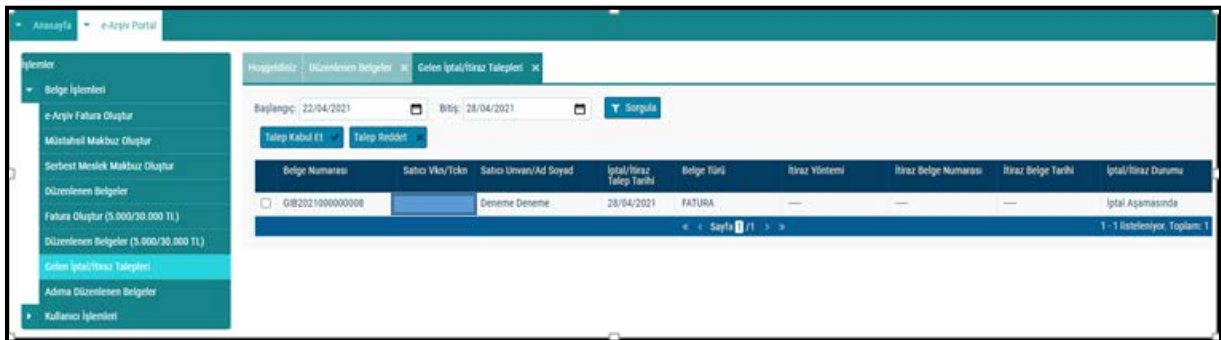 Anasayfa e-Arşiv Portal
İşlemler
Belge İşlemleri
e-Arşiv Fatura Oluştur
Müstahsil Makbuz Oluştur
Serbest Meslek Makbuz Oluştur
Düzenlenen Belgeler
Fatura Oluştur (5.000/30.000 TL)
Düzenlenen Belgeler (5.000/30.000 TL)
Gelen İptal/İtiraz Talepleri
Adıma Düzenlenen Belgeler
Kullanıcı İşlemleri
Hoşgeldiniz Düzenlenen Belgeler Gelen İptal/İtiraz Talepleri
Başlangıç: 22/04/2021 Bitiş: 28/04/2021 Sorgula
Talep Kabul Et Talep Reddet
Belge Numarası Satıcı Vkn/Tckn Satıcı Unvan/Ad Soyad İptal/İtiraz Talep Tarihi Belge Türü İtiraz Yöntemi İtiraz Belge Numarası İtiraz Belge Tarihi İptal/İtiraz Durumu
GIB2021000000008 Deneme Deneme 28/04/2021 FATURA ---- ---- ---- İptal Aşamasında
« < Sayfa 1 /1 > » 1 - 1 listeleniyor, Toplam: 1